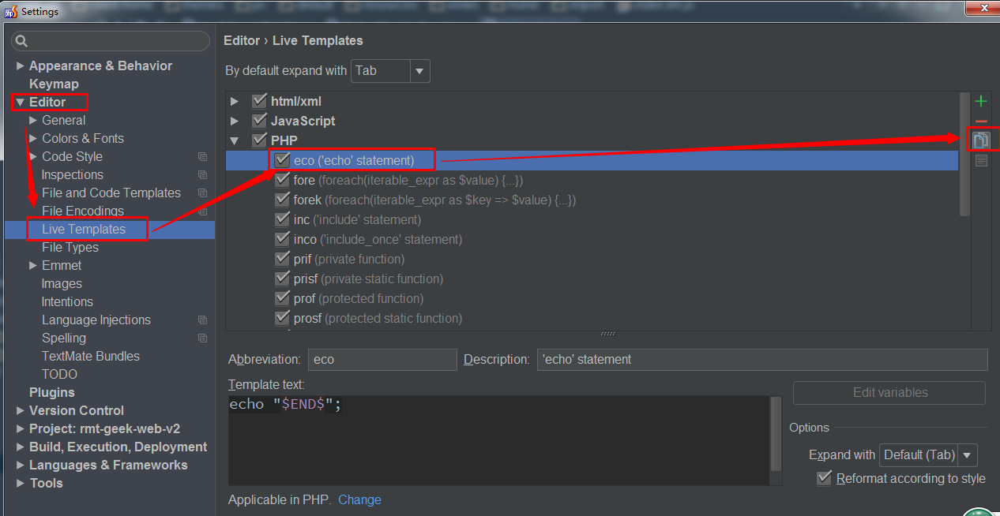 Settings
Appearance & Behavior
Keymap
Editor
General
Colors & Fonts
Code Style
Inspections
File and Code Templates
File Encodings
Live Templates
File Types
Emmet
Images
Intentions
Language Injections
Spelling
TextMate Bundles
TODO
Plugins
Version Control
Project: rmt-geek-web-v2
Build, Execution, Deployment
Languages & Frameworks
Tools
Editor › Live Templates
By default expand with Tab
html/xml
JavaScript
PHP
eco ('echo' statement)
fore (foreach(iterable_expr as $value) {...})
forek (foreach(iterable_expr as $key => $value) {...})
inc ('include' statement)
inco ('include_once' statement)
prif (private function)
prisf (private static function)
prof (protected function)
prosf (protected static function)
Abbreviation: eco Description: 'echo' statement
Template text:
echo "$END$";
Edit variables
Options
Expand with Default (Tab)
Reformat according to style
Applicable in PHP. Change